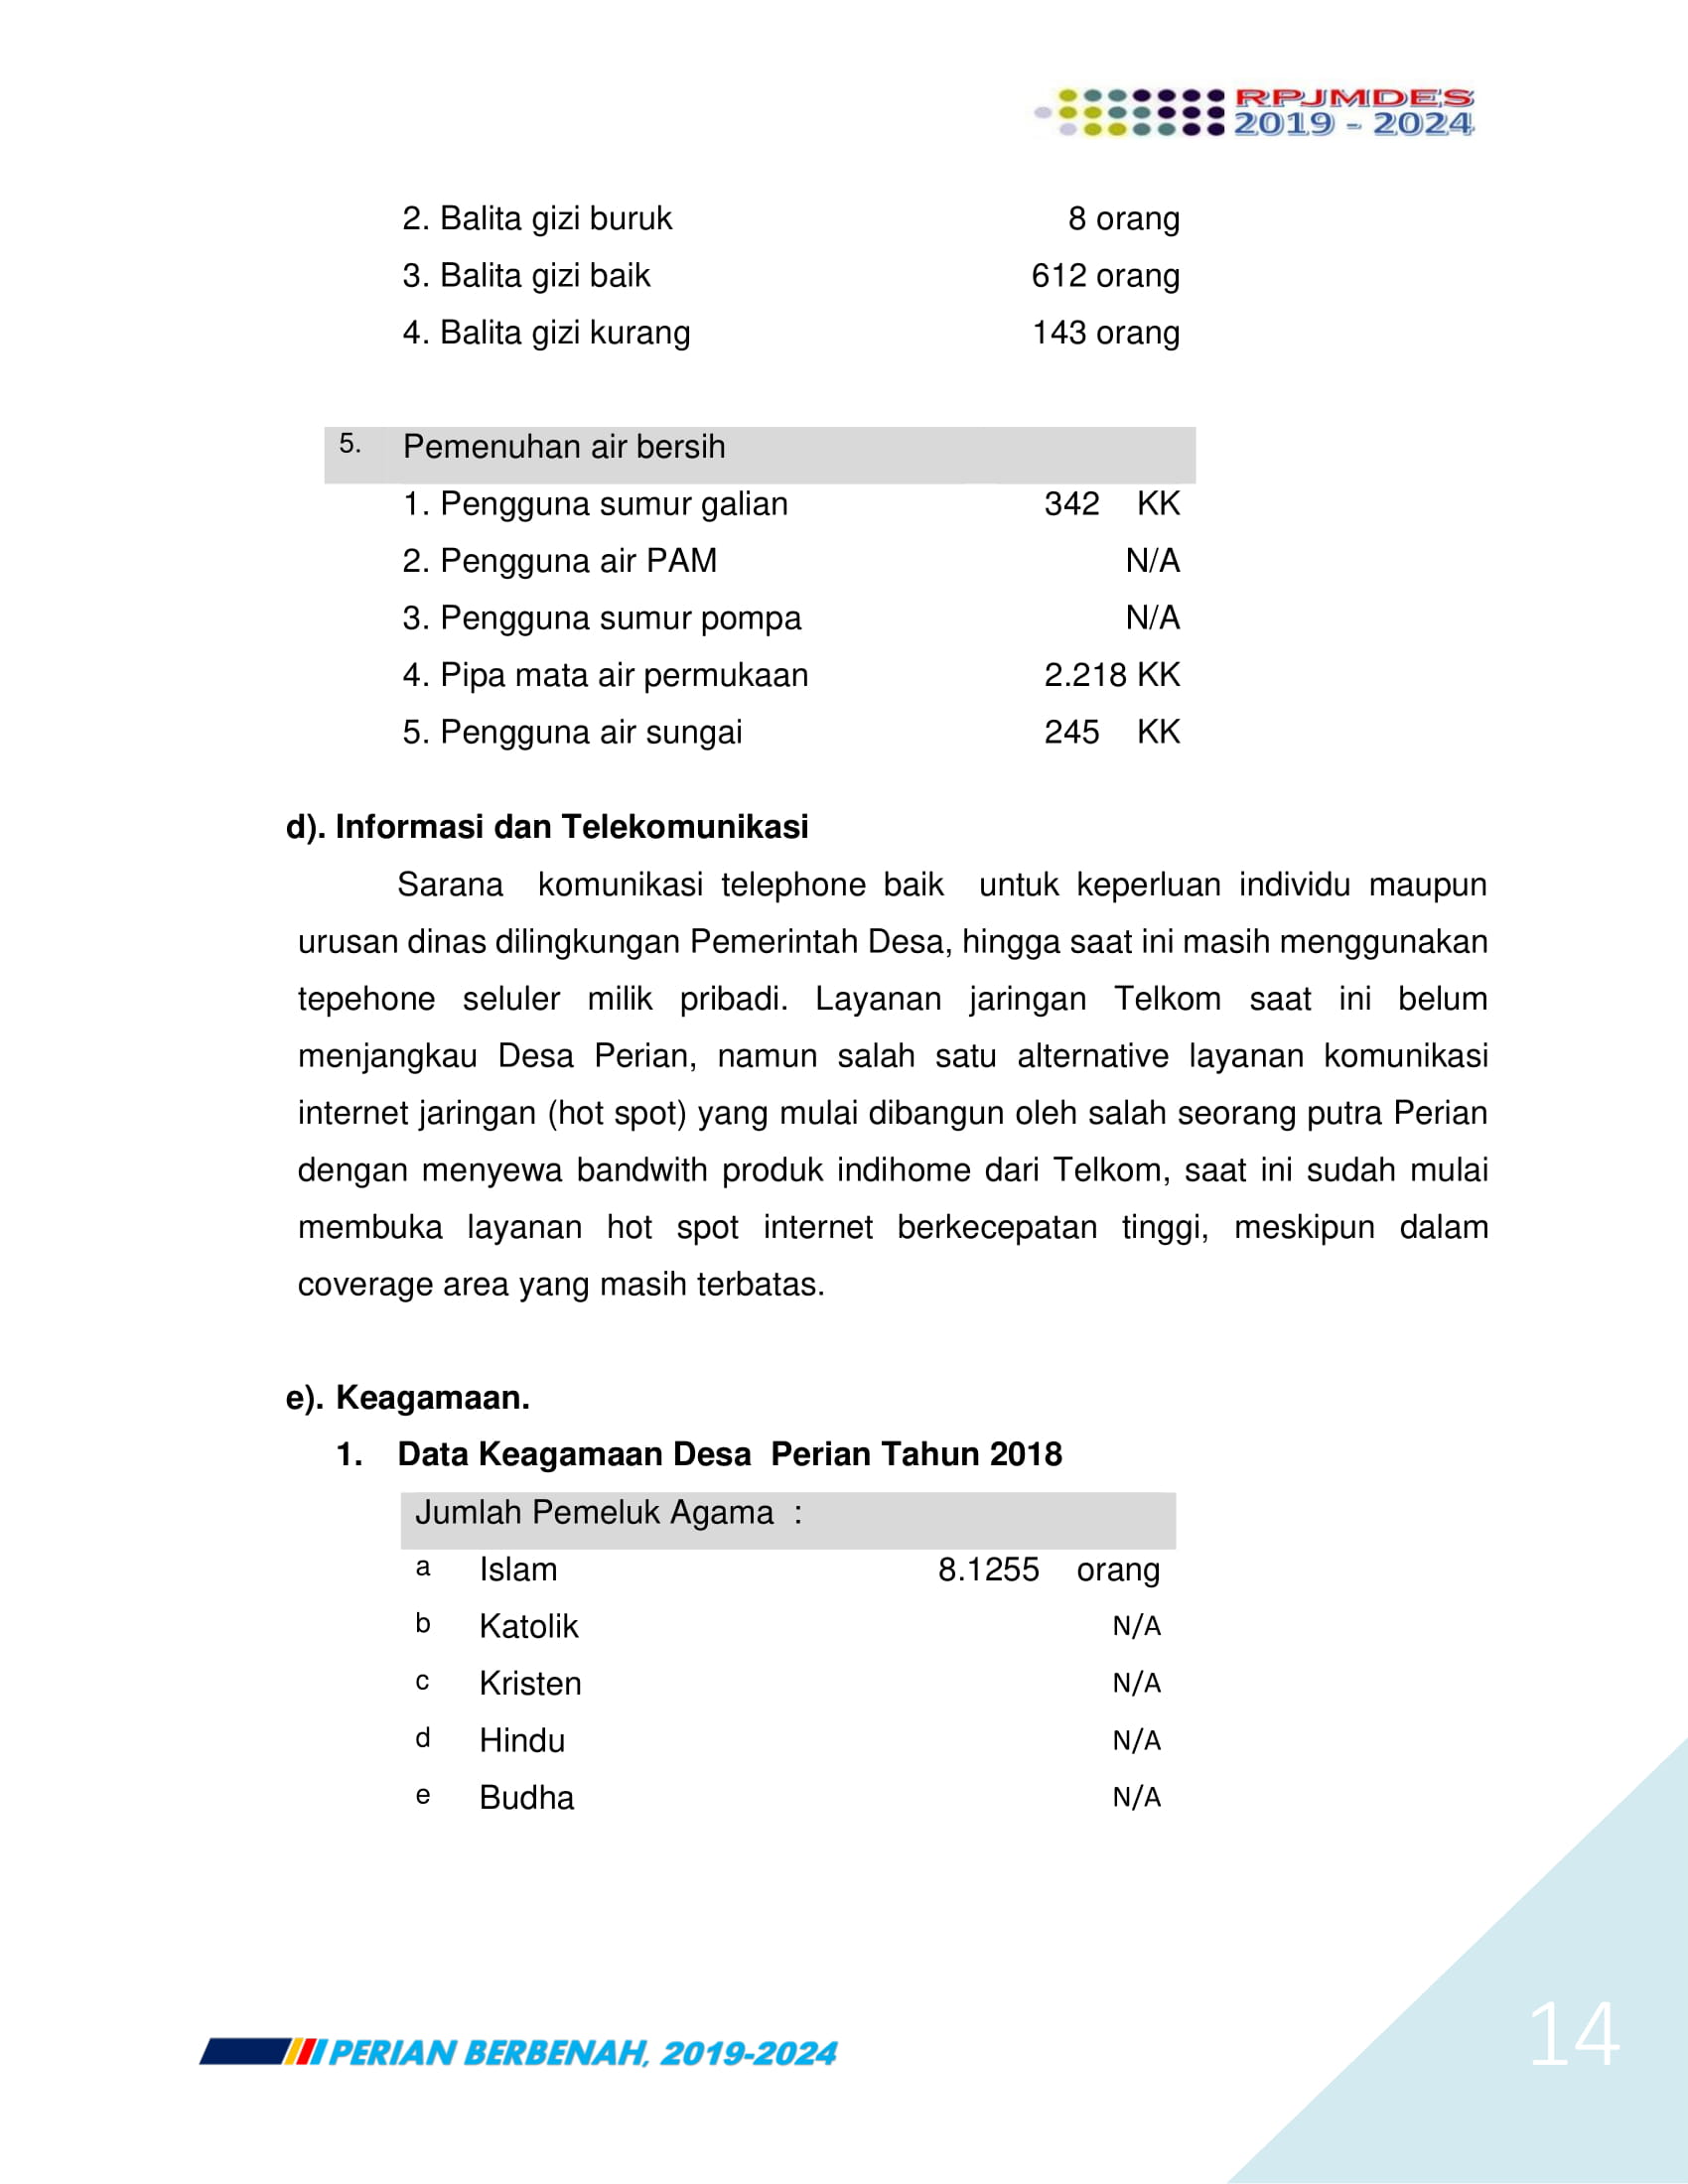 RPJMDES
2019 - 2024
2. Balita gizi buruk 8 orang
3. Balita gizi baik 612 orang
4. Balita gizi kurang 143 orang
5. Pemenuhan air bersih
1. Pengguna sumur galian 342 KK
2. Pengguna air PAM N/A
3. Pengguna sumur pompa N/A
4. Pipa mata air permukaan 2.218 KK
5. Pengguna air sungai 245 KK
d). Informasi dan Telekomunikasi
Sarana komunikasi telephone baik untuk keperluan individu maupun
urusan dinas dilingkungan Pemerintah Desa, hingga saat ini masih menggunakan
tepehone seluler milik pribadi. Layanan jaringan Telkom saat ini belum
menjangkau Desa Perian, namun salah satu alternative layanan komunikasi
internet jaringan (hot spot) yang mulai dibangun oleh salah seorang putra Perian
dengan menyewa bandwith produk indihome dari Telkom, saat ini sudah mulai
membuka layanan hot spot internet berkecepatan tinggi, meskipun dalam
coverage area yang masih terbatas.
e). Keagamaan.
1. Data Keagamaan Desa Perian Tahun 2018
Jumlah Pemeluk Agama :
a Islam 8.1255 orang
b Katolik N/A
c Kristen N/A
d Hindu N/A
e Budha N/A
14
PERIAN BERBENAH, 2019-2024